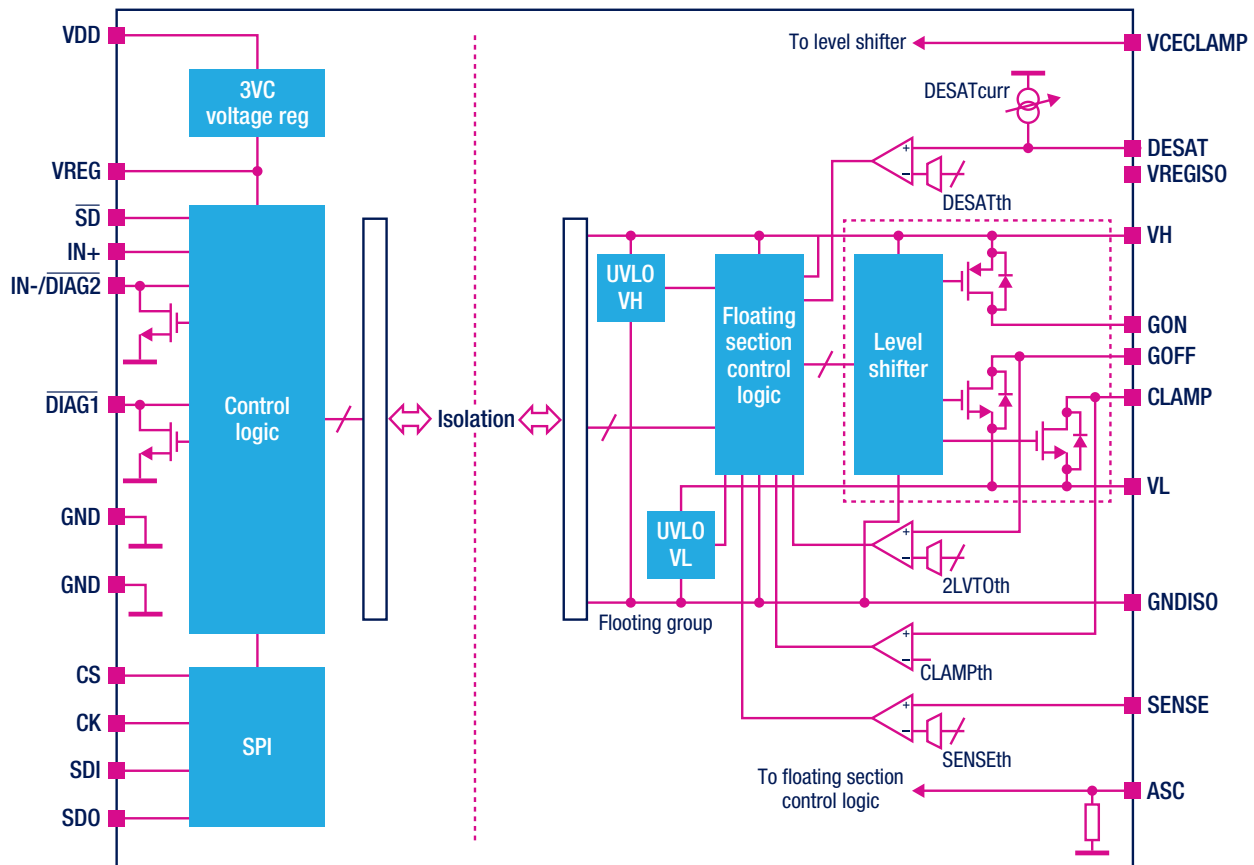 VDD
3VC
voltage reg
VREG
SD
IN+
IN-/DIAG2
DIAG1
GND
GND
CS
CK
SDI
SDO
Control
logic
SPI
Isolation
To level shifter
VCECLAMP
DESATcurr
DESAT
VREGISO
DESATth
VH
UVLO
VH
Floating
section
control
logic
Level
shifter
GON
GOFF
CLAMP
VL
UVLO
VL
2LVTOth
GNDISO
Flooting group
CLAMPth
SENSE
SENSEth
To floating section
control logic
ASC
+
−
+
−
+
−
+
−